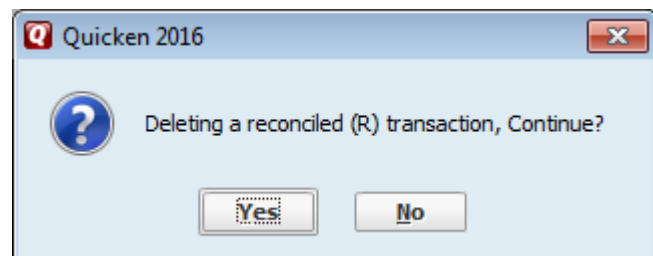 Quicken 2016
Deleting a reconciled (R) transaction, Continue?
Yes No